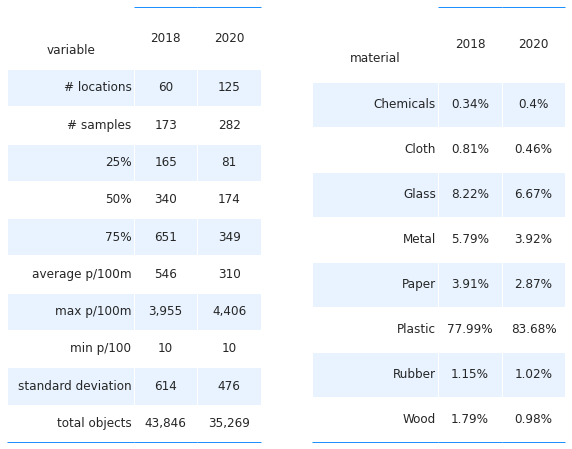 variable 2018 2020
# locations 60 125
# samples 173 282
25% 165 81
50% 340 174
75% 651 349
average p/100m 546 310
max p/100m 3,955 4,406
min p/100 10 10
standard deviation 614 476
total objects 43,846 35,269
material 2018 2020
Chemicals 0.34% 0.4%
Cloth 0.81% 0.46%
Glass 8.22% 6.67%
Metal 5.79% 3.92%
Paper 3.91% 2.87%
Plastic 77.99% 83.68%
Rubber 1.15% 1.02%
Wood 1.79% 0.98%